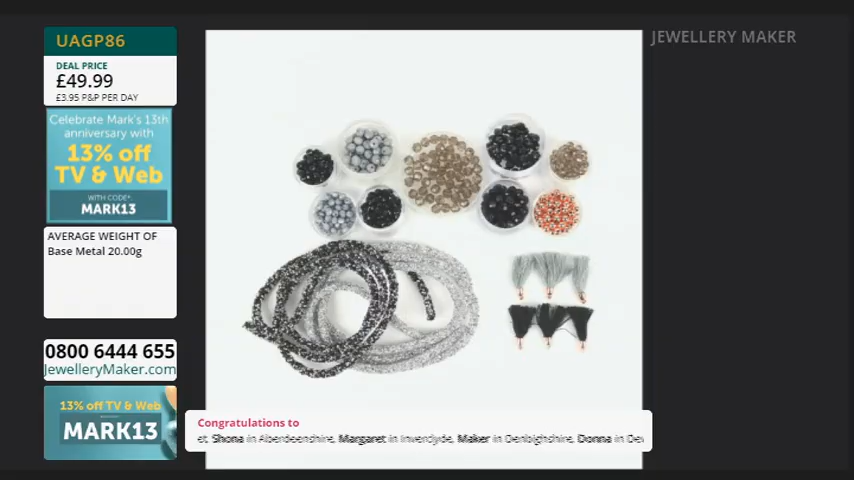 UAGP86
DEAL PRICE
£49.99
£3.95 P&P PER DAY
Celebrate Mark's 13th
anniversary with
13% off
TV & Web
WITH CODE*
MARK13
AVERAGE WEIGHT OF
Base Metal 20.00g
0800 6444 655
JewelleryMaker.com
13% off TV & Web
MARK13
JEWELLERY MAKER
Congratulations to
et, Shona in Aberdeenshire, Margaret in Inverclyde, Maker in Denbighshire, Donna in Dev